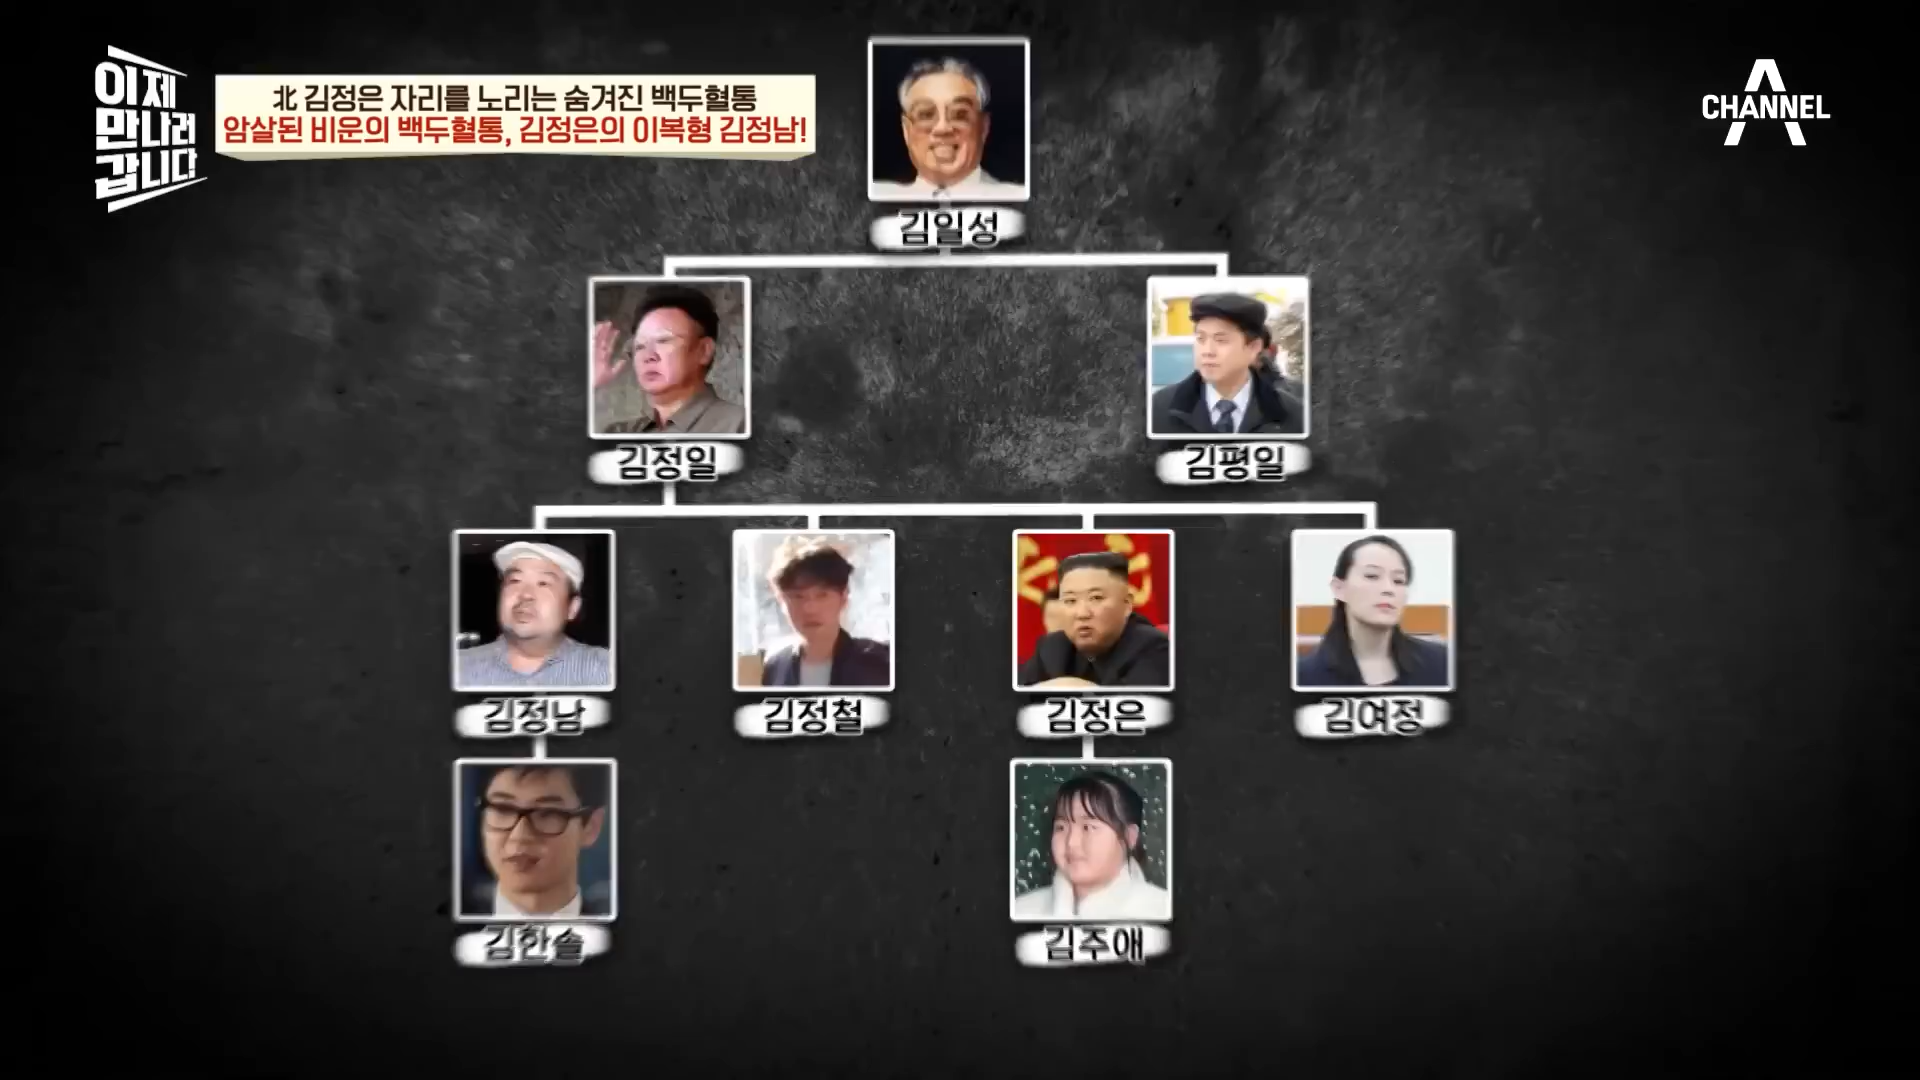 이제
만나러
갑니다
北 김정은 자리를 노리는 숨겨진 백두혈통
암살된 비운의 백두혈통, 김정은의 이복형 김정남!
CHANNEL A
김일성
김정일
김평일
김정남
김정철
김정은
김여정
김한솔
김주애